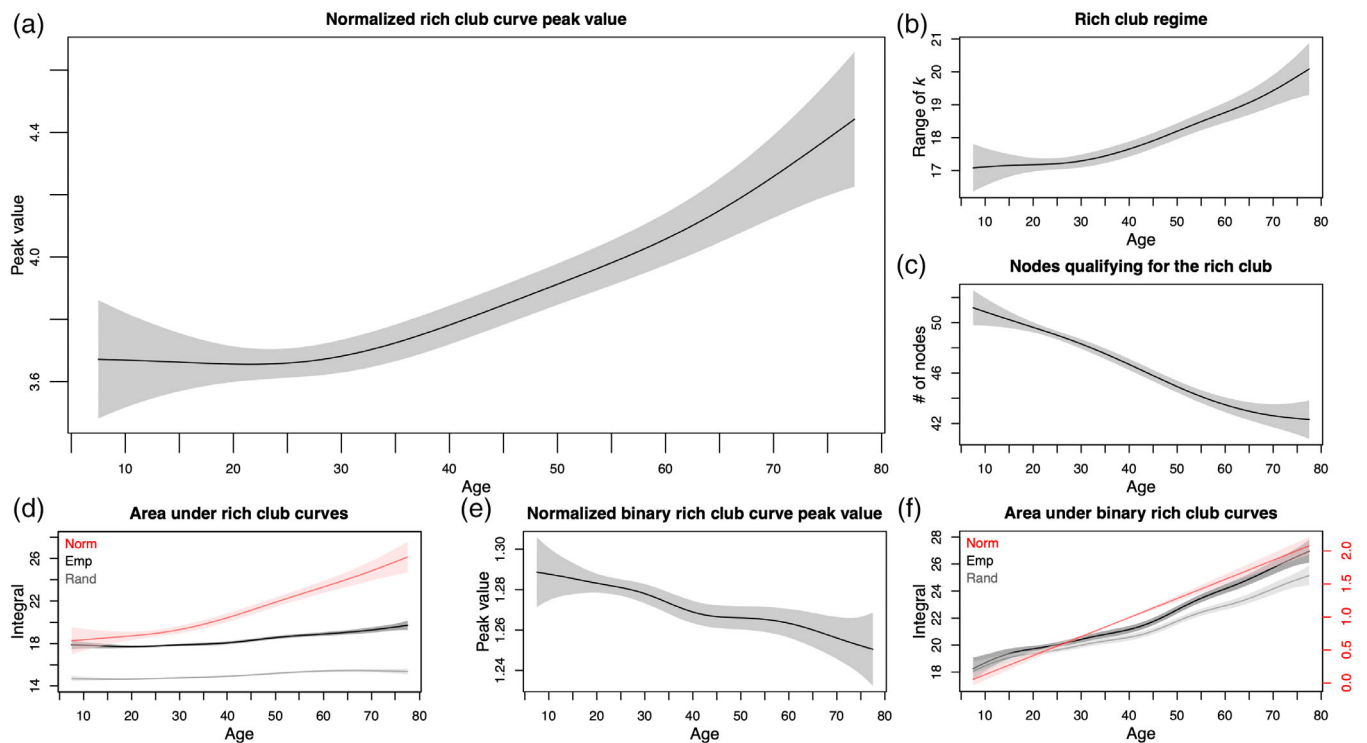 (a)
Normalized rich club curve peak value
Peak value
3.6
4.0
4.4
10 20 30 40 50 60 70 80
Age
(b)
Rich club regime
Range of k
17 18 19 20 21
10 20 30 40 50 60 70 80
Age
(c)
Nodes qualifying for the rich club
# of nodes
42 46 50
10 20 30 40 50 60 70 80
Age
(d)
Area under rich club curves
Norm
Emp
Rand
Integral
14 18 22 26
10 20 30 40 50 60 70 80
Age
(e)
Normalized binary rich club curve peak value
Peak value
1.24 1.26 1.28 1.30
10 20 30 40 50 60 70 80
Age
(f)
Area under binary rich club curves
Norm
Emp
Rand
Integral
18 20 22 24 26 28
0.0 0.5 1.0 1.5 2.0
10 20 30 40 50 60 70 80
Age